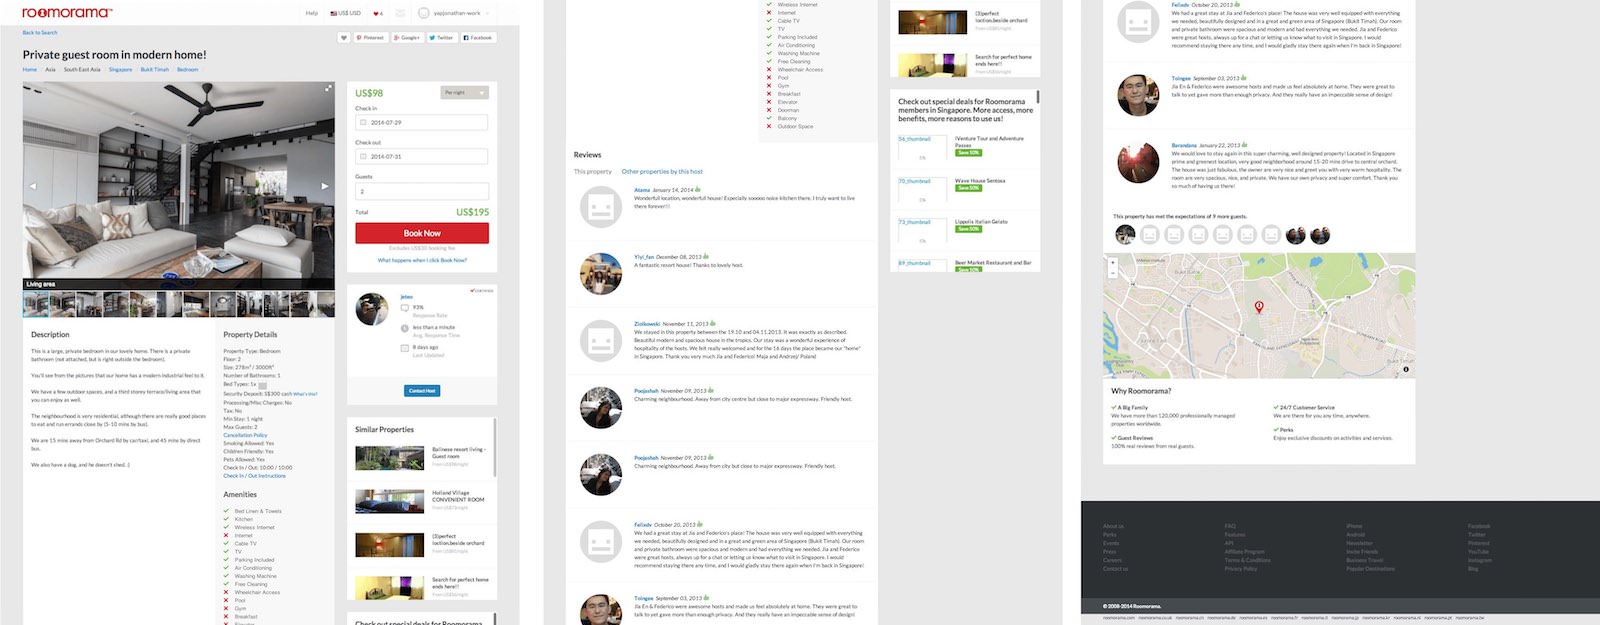 roomorama™
Help
US$ USD
4
yapjonathan-work
Back to Search
Pinterest
Google+
Twitter
Facebook
Private guest room in modern home!
Home
Asia
South East Asia
Singapore
Bukit Timah
Bedroom
US$98
Per night
Check in
2014-07-29
Check out
2014-07-31
Guests
2
Total
US$195
Book Now
Excludes US$30 booking fee
What happens when I click Book Now?
Living area
Description
This is a large, private bedroom in our lovely home. There is a private
bathroom (not attached, but is right outside the bedroom).
You'll see from the pictures that our home has a modern industrial feel to it.
We have a few outdoor spaces, and a third storey terrace/living area that
you can enjoy as well.
The neighbourhood is very residential, although there are really good places
to eat and run errands close by (5-10 mins by bus).
We are 15 mins away from Orchard Rd by car/taxi, and 45 mins by direct
bus.
We also have a dog, and he doesn't shed. :)
Property Details
Property Type: Bedroom
Floor: 2
Size: 278m² / 3000ft²
Number of Bathrooms: 1
Bed Types: 1x
Security Deposit: S$300 cash What's this?
Processing/Misc Charges: No
Tax: No
Min Stay: 1 night
Max Guests: 2
Cancellation Policy
Smoking Allowed: Yes
Children Friendly: Yes
Pets Allowed: Yes
Check In / Out: 10:00 / 10:00
Check In / Out Instructions
Amenities
Bed Linen & Towels
Kitchen
Wireless Internet
Internet
Cable TV
TV
Parking Included
Air Conditioning
Washing Machine
Free Cleaning
Wheelchair Access
Pool
Gym
Breakfast
Elevator
CERTIFIED
jetao
93%
Response Rate
less than a minute
Avg. Response Time
8 days ago
Last Updated
Contact Host
Similar Properties
Balinese resort living -
Guest room
Holland Village
CONVENIENT ROOM
(3)perfect
loction,beside orchard
Search for perfect home
ends here!!
Check out special deals for Roomorama
Wireless Internet
Internet
Cable TV
TV
Parking Included
Air Conditioning
Washing Machine
Free Cleaning
Wheelchair Access
Pool
Gym
Breakfast
Elevator
Doorman
Balcony
Outdoor Space
Reviews
This property
Other properties by this host
Atama January 14, 2014
Wonderful location, wonderful house! Especially sooooo noice kitchen there. I truly want to live
there forever!!!
Yiyi_fan December 08, 2013
A fantastic resort house! Thanks to lovely host.
Ziolkowski November 11, 2013
We stayed in this property between the 19.10 and 04.11.2013. It was exactly as described.
Beautiful modern and spacious house in the tropics. Our stay was a wonderful experience of
hospitality of the hosts. We felt really welcomed and for the 16 days the place became our "home"
in Singapore. Thank you very much Jia and Federico! Maja and Andrzej/ Poland
Poojashah November 09, 2013
Charming neighbourhood. Away from city centre but close to major expressway. Friendly host.
Poojashah November 09, 2013
Charming neighbourhood. Away from city but close to major expressway. Friendly host.
Felixdv October 20, 2013
We had a great stay at Jia and Federico's place! The house was very well equipped with everything
we needed, beautifully designed and in a great and green area of Singapore (Bukit Timah). Our room
and private bathroom were spacious and modern and had everything we needed. Jia and Federico
were great hosts, always up for a chat or letting us know what to visit in Singapore. I would
recommend staying there any time, and I would gladly stay there again when I'm back in Singapore!
Toingee September 03, 2013
Jia En & Federico were awesome hosts and made us feel absolutely at home. They were great to
talk to yet gave more than enough privacy. And they really have an impeccable sense of design!
(3)perfect
loction,beside orchard
Search for perfect home
ends here!!
Check out special deals for Roomorama
members in Singapore. More access, more
benefits, more reasons to use us!
56_thumbnail
iVenture Tour and Adventure
Passes
Save 10%
70_thumbnail
Wave House Sentosa
Save 10%
73_thumbnail
Lippolis Italian Gelato
Save 10%
89_thumbnail
Beer Market Restaurant and Bar
Save 10%
Felixdv October 20, 2013
We had a great stay at Jia and Federico's place! The house was very well equipped with everything
we needed, beautifully designed and in a great and green area of Singapore (Bukit Timah). Our room
and private bathroom were spacious and modern and had everything we needed. Jia and Federico
were great hosts, always up for a chat or letting us know what to visit in Singapore. I would
recommend staying there any time, and I would gladly stay there again when I'm back in Singapore!
Toingee September 03, 2013
Jia En & Federico were awesome hosts and made us feel absolutely at home. They were great to
talk to yet gave more than enough privacy. And they really have an impeccable sense of design!
Barandana January 22, 2013
We would love to stay again in this super charming, well designed property! Located in Singapore
prime and greenest location, very good neighborhood around 15-20 mins drive to central orchard.
The house was just fabulous, the owner are very nice and greet you with very warm hospitality. The
room are very spacious, nice, and private. We have our own privacy and super comfort. Thank you
so much of having us there!
This property has met the expectations of 9 more guests.
Why Roomorama?
A Big Family
We have more than 120,000 professionally managed
properties worldwide.
Guest Reviews
100% real reviews from real guests.
24/7 Customer Service
We are there for you any time, anywhere.
Perks
Enjoy exclusive discounts on activities and services.
About us
Perks
Events
Press
Careers
Contact us
FAQ
Features
API
Affiliate Program
Terms & Conditions
Privacy Policy
iPhone
Android
Newsletter
Invite Friends
Business Travel
Popular Destinations
Facebook
Twitter
Pinterest
YouTube
Instagram
Blog
© 2008-2014 Roomorama.
roomorama.com roomorama.co.uk roomorama.cn roomorama.de roomorama.es roomorama.fr roomorama.it roomorama.jp roomorama.kr roomorama.nl roomorama.pt roomorama.tw